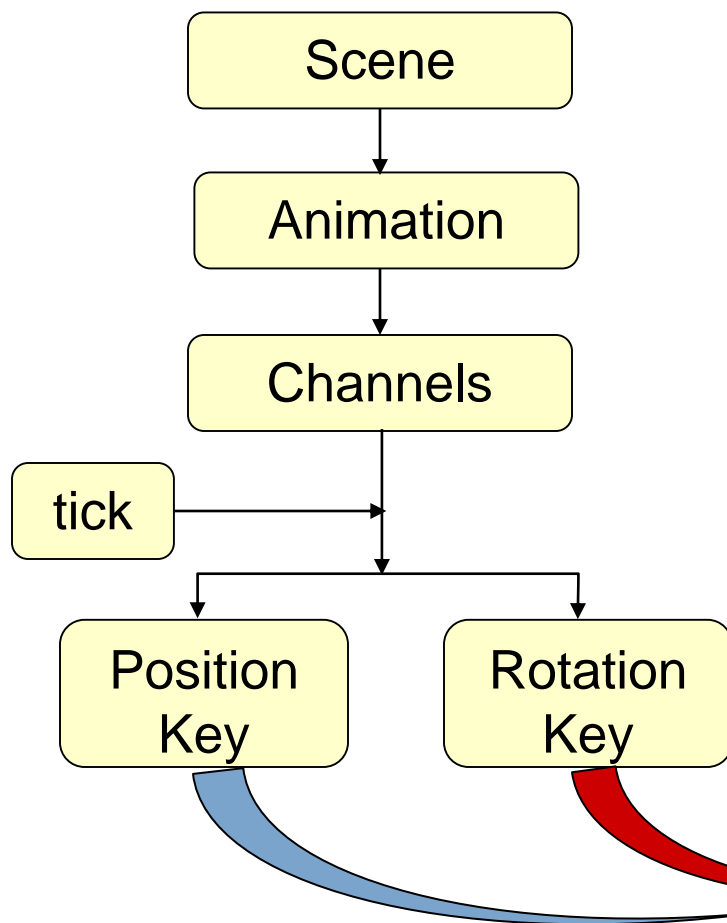 Scene
Animation
Channels
tick
Position
Key
Rotation
Key